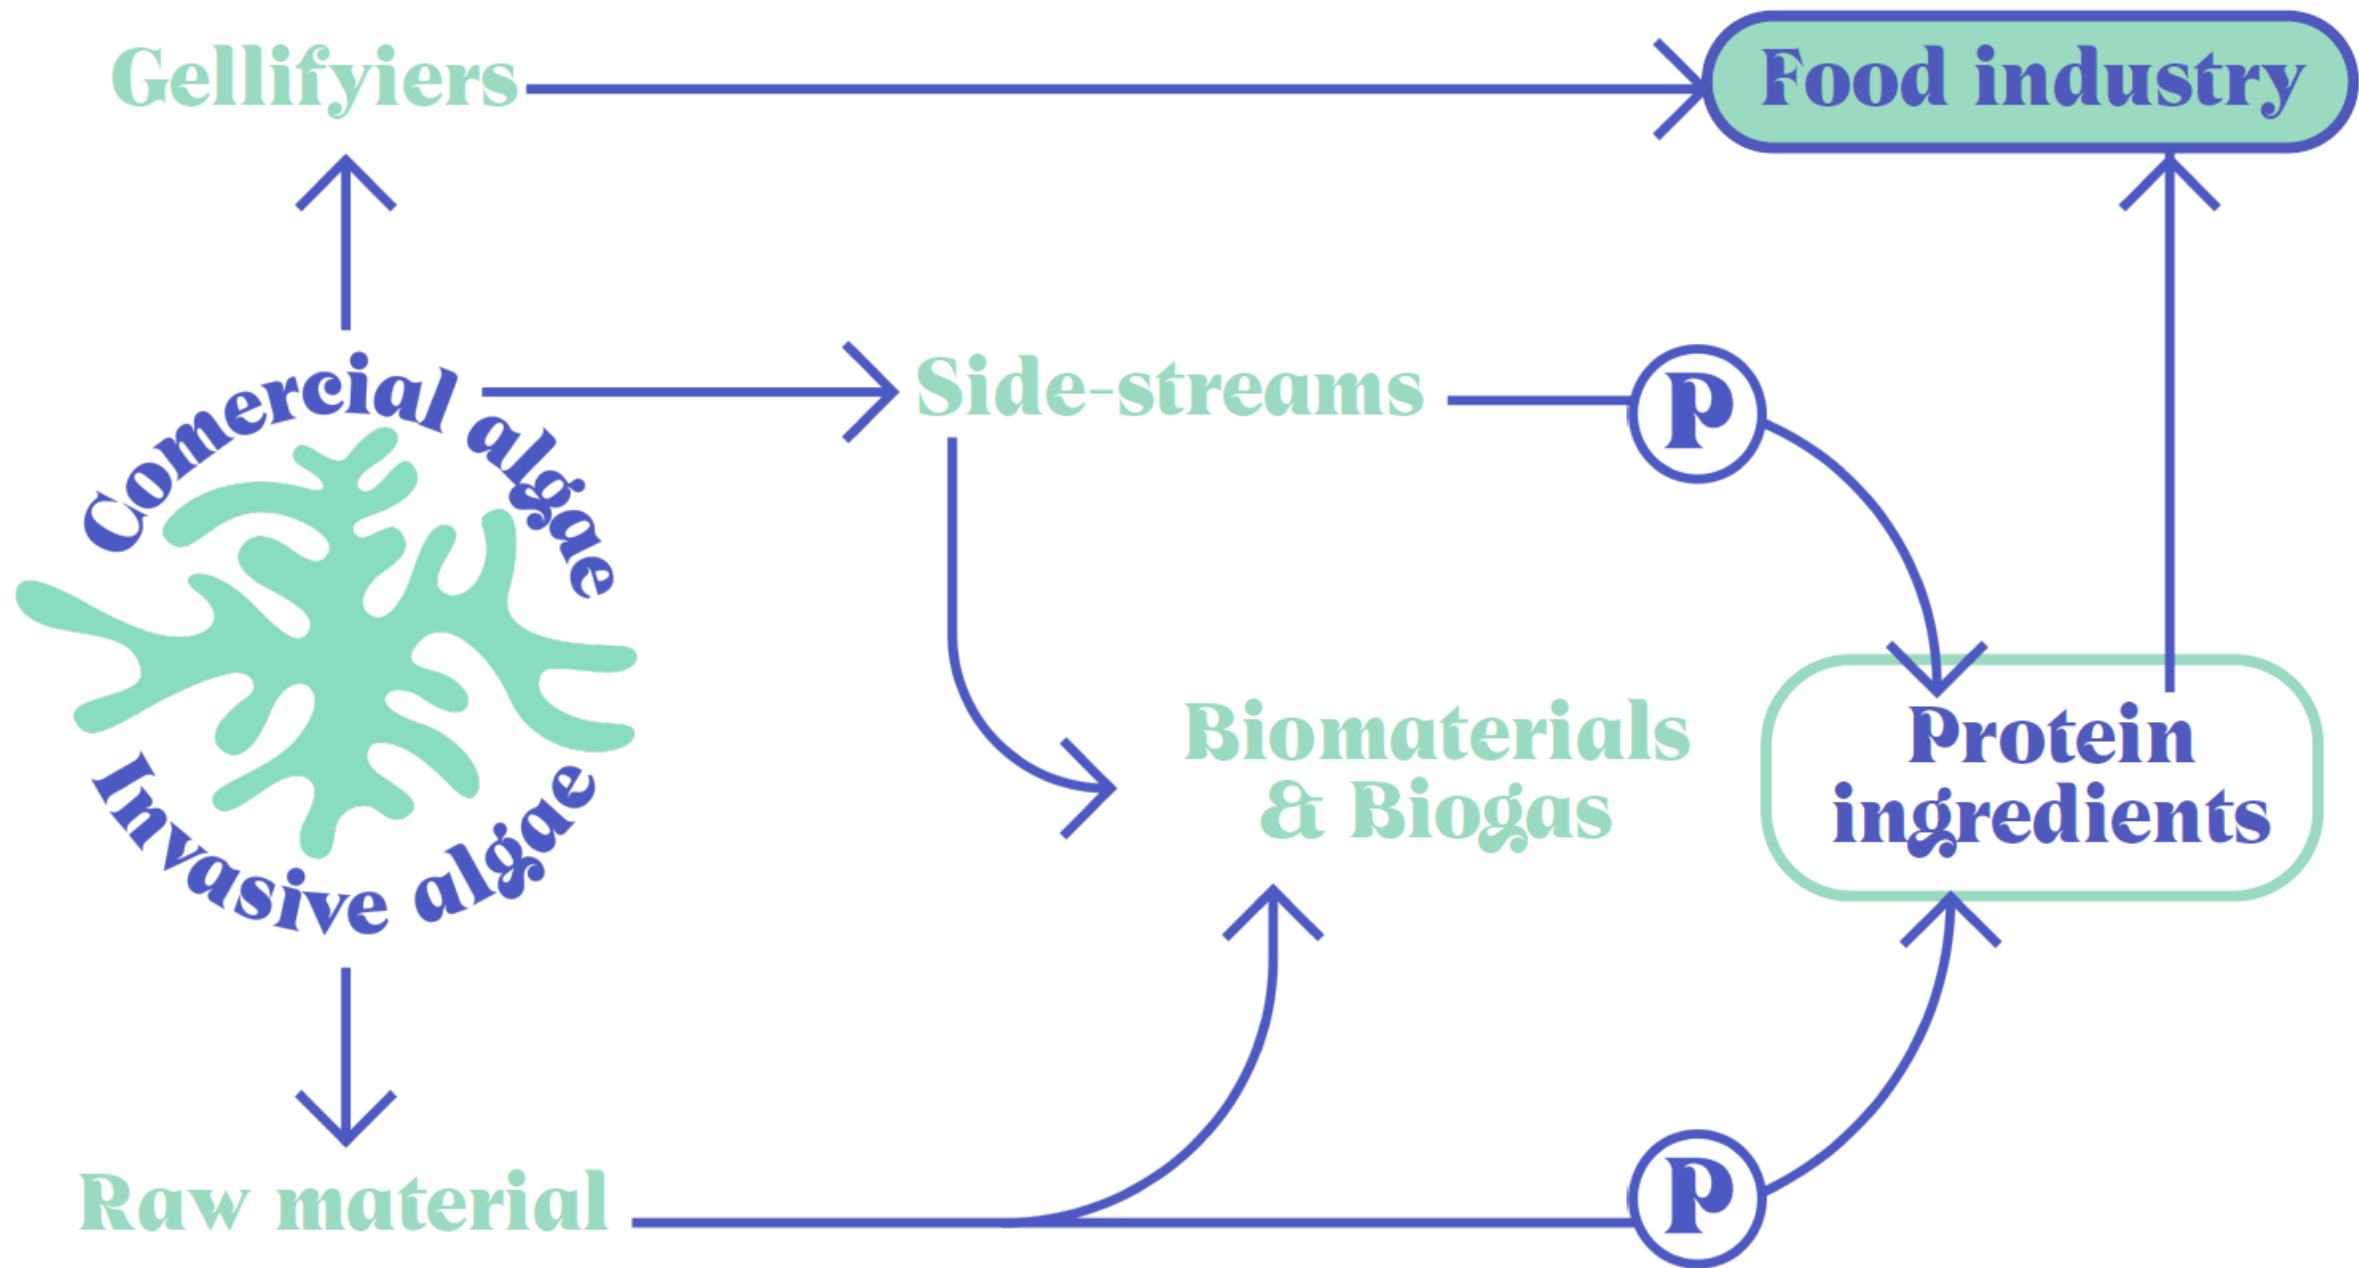 Gellifyiers
Food industry
Comercial algae
Side-streams
P
Biomaterials
& Biogas
Protein
ingredients
Invasive algae
Raw material
P